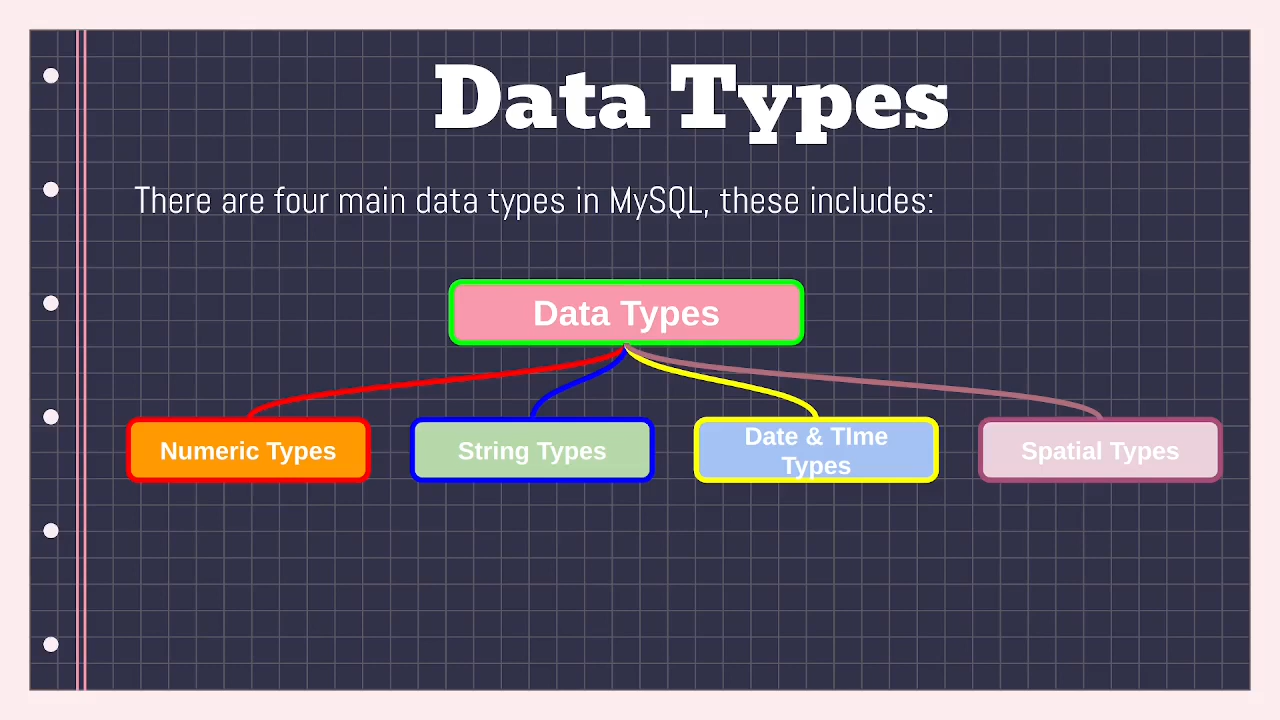 Data Types
There are four main data types in MySQL, these includes:
Data Types
Numeric Types
String Types
Date & TIme
Types
Spatial Types